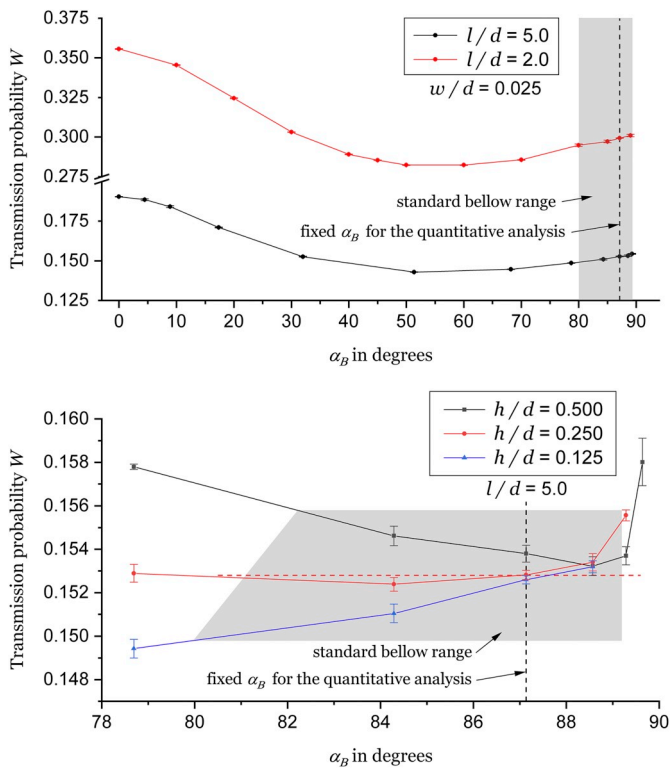 0.375
0.350
0.325
0.300
0.275
0.175
0.150
0.125
Transmission probability W
l / d = 5.0
l / d = 2.0
w / d = 0.025
standard bellow range
fixed α_B for the quantitative analysis
0 10 20 30 40 50 60 70 80 90
α_B in degrees
0.160
0.158
0.156
0.154
0.152
0.150
0.148
Transmission probability W
h / d = 0.500
h / d = 0.250
h / d = 0.125
l / d = 5.0
standard bellow range
fixed α_B for the quantitative analysis
78 80 82 84 86 88 90
α_B in degrees